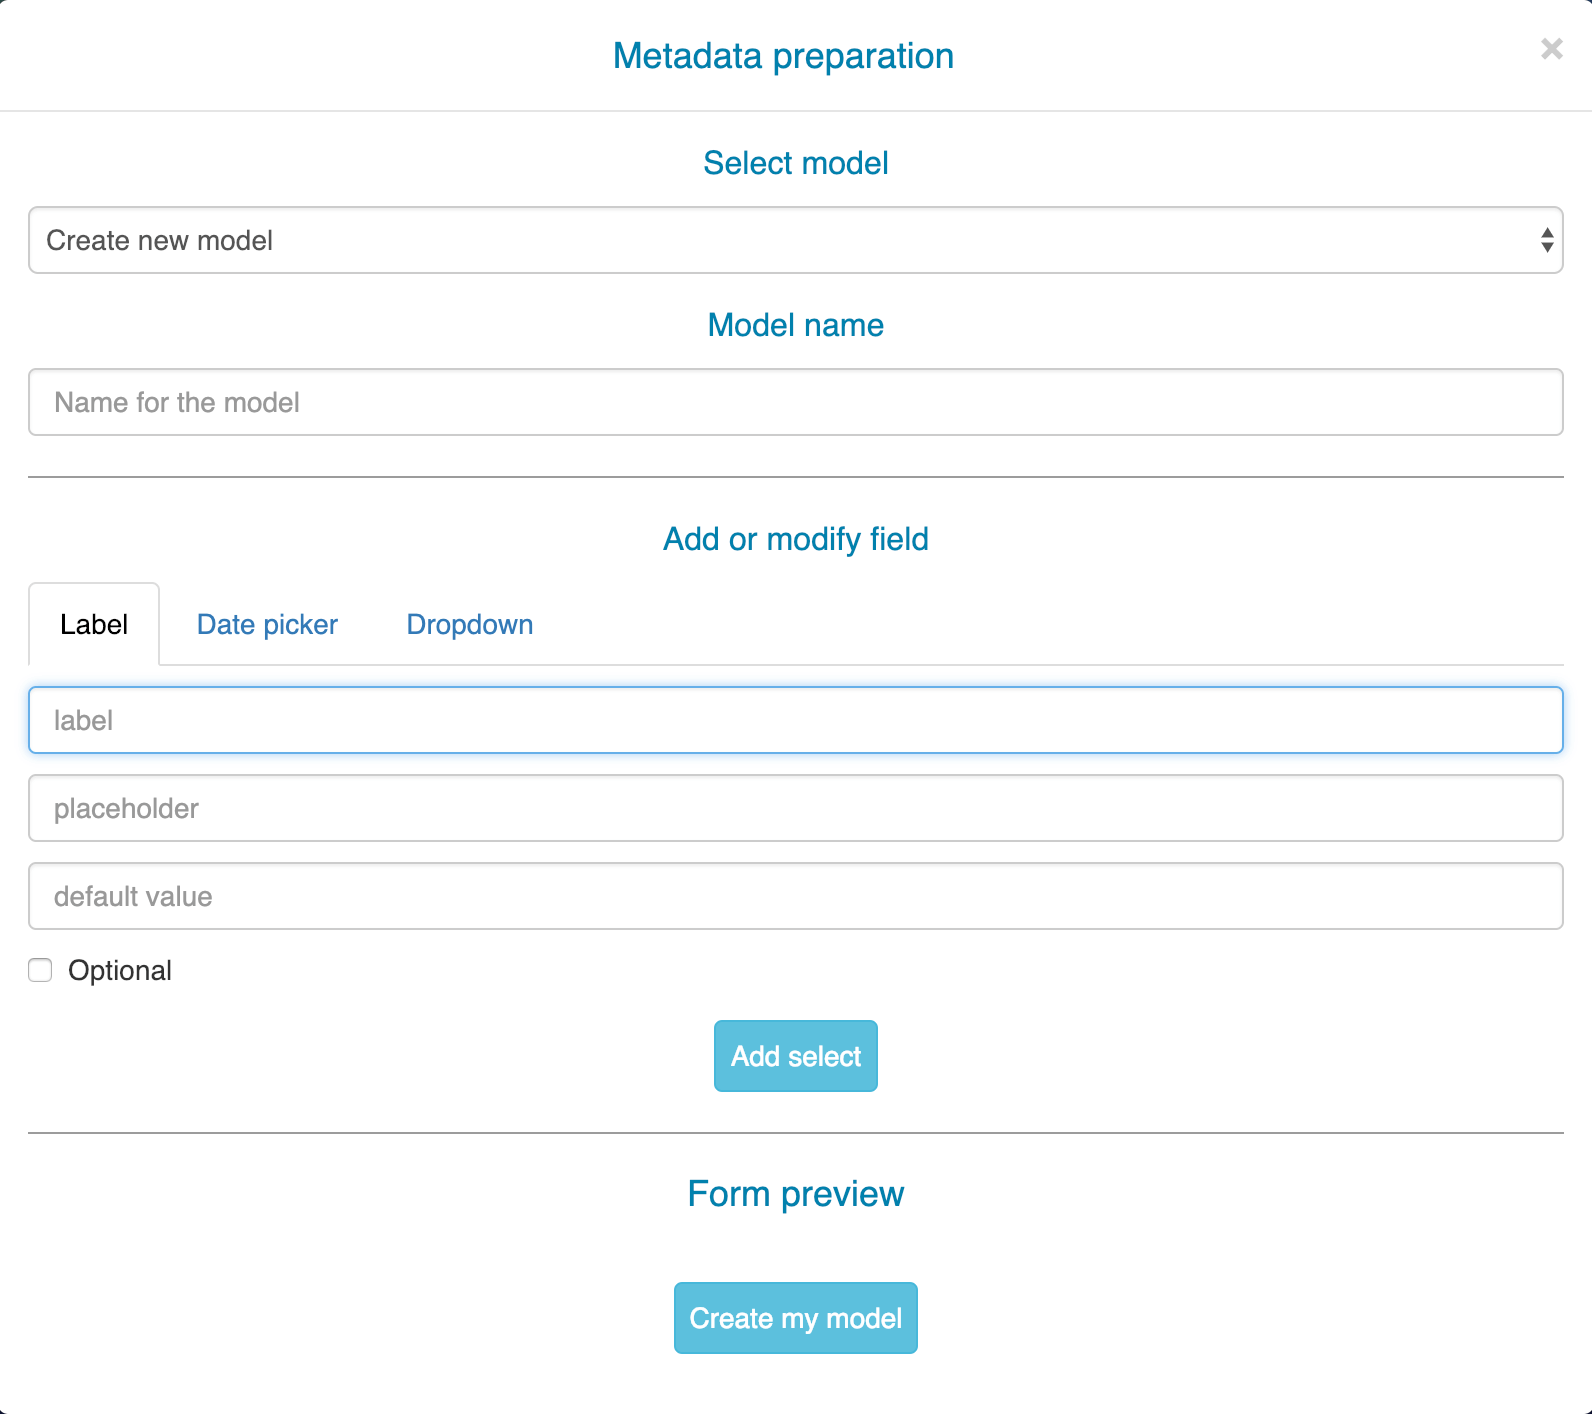 Metadata preparation
×
Select model
Create new model
Model name
Name for the model
Add or modify field
Label Date picker Dropdown
label
placeholder
default value
Optional
Add select
Form preview
Create my model